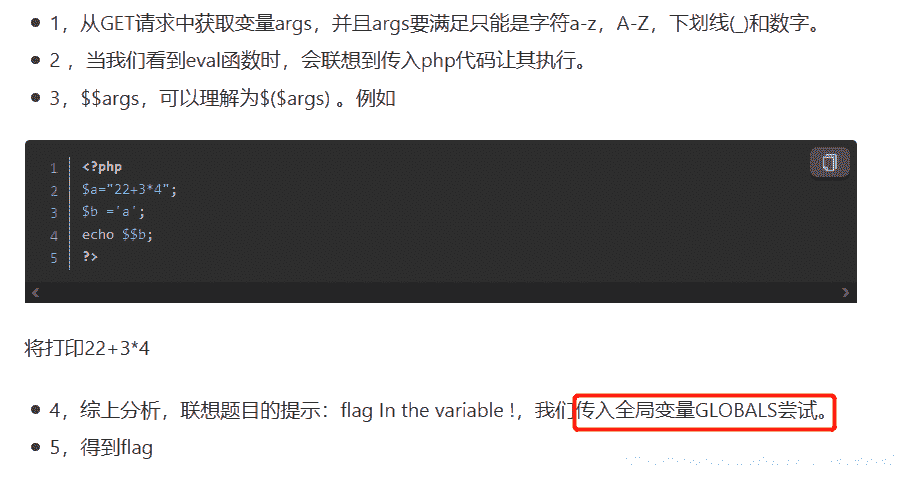 1，从GET请求中获取变量args，并且args要满足只能是字符a-z，A-Z，下划线(_)和数字。
2 ，当我们看到eval函数时，会联想到传入php代码让其执行。
3，$$args，可以理解为$($args) 。例如
1 <?php
2 $a="22+3*4";
3 $b ='a';
4 echo $$b;
5 ?>
将打印22+3*4
4，综上分析，联想题目的提示：flag In the variable !，我们传入全局变量GLOBALS尝试。
5，得到flag